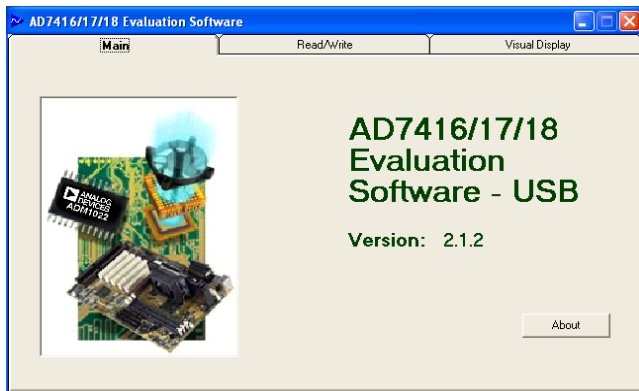 AD7416/17/18 Evaluation Software
Main
Read/Write
Visual Display
ANALOG
DEVICES
ADM1022
AD7416/17/18
Evaluation
Software - USB
Version: 2.1.2
About